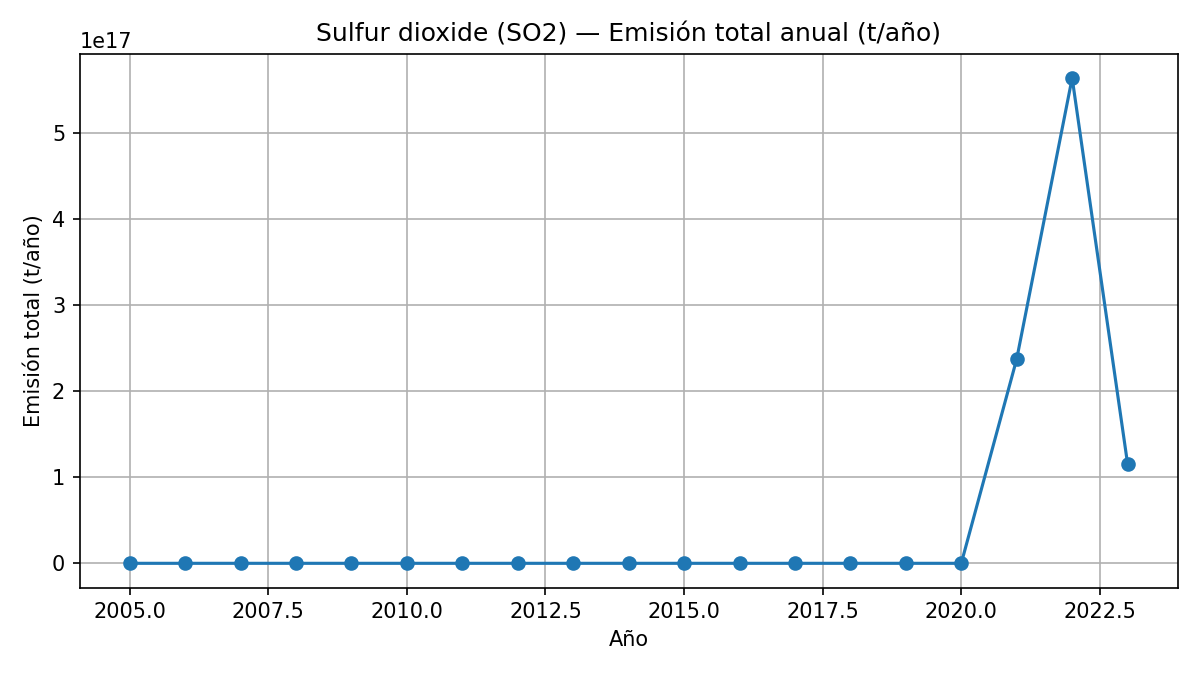 Sulfur dioxide (SO2) — Emisión total anual (t/año)
1e17
5
4
3
2
1
0
Emisión total (t/año)
2005.0 2007.5 2010.0 2012.5 2015.0 2017.5 2020.0 2022.5
Año